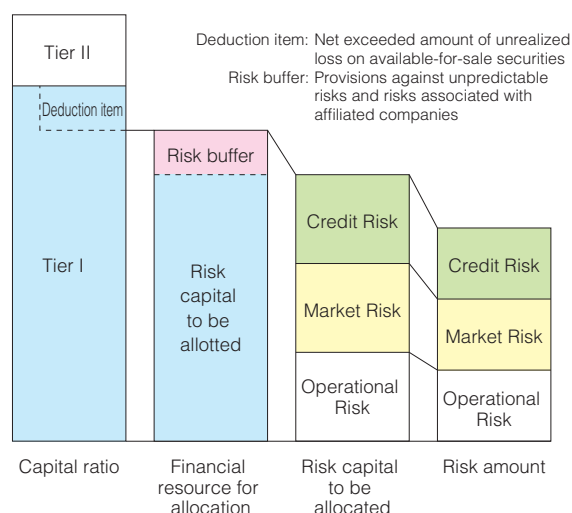 Tier II
Deduction item: Net exceeded amount of unrealized
loss on available-for-sale securities
Risk buffer: Provisions against unpredictable
risks and risks associated with
affiliated companies
Deduction item
Tier I
Risk buffer
Risk
capital
to be
allotted
Credit Risk
Market Risk
Operational
Risk
Credit Risk
Market Risk
Operational
Risk
Capital ratio
Financial
resource for
allocation
Risk capital
to be
allocated
Risk amount